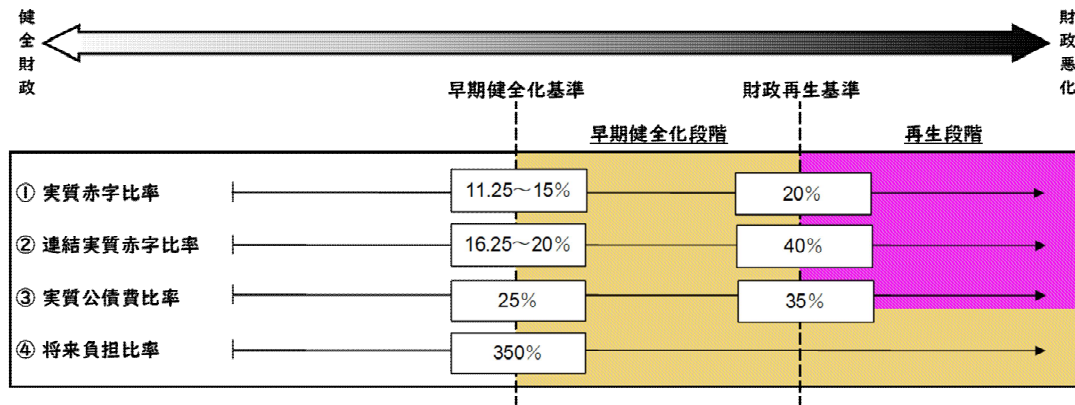 健全財政
財政悪化
早期健全化基準
財政再生基準
早期健全化段階
再生段階
① 実質赤字比率
11.25～15%
20%
② 連結実質赤字比率
16.25～20%
40%
③ 実質公債費比率
25%
35%
④ 将来負担比率
350%